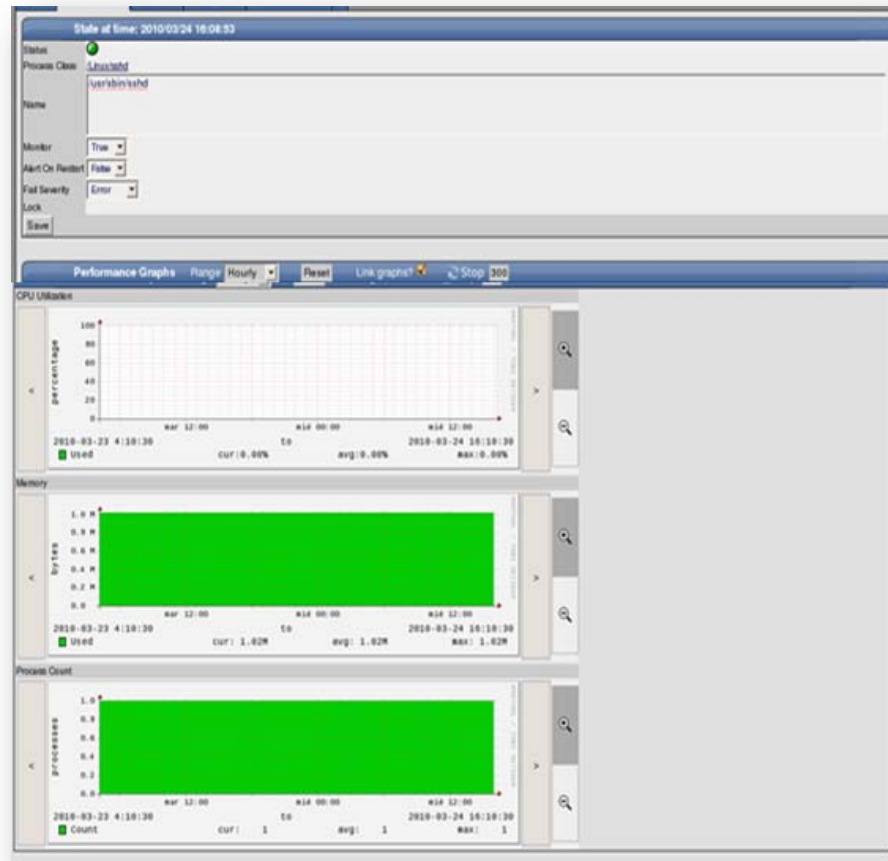 State at time: 2010/03/24 16:08:53
Status
Process Class /Linux/sshd
Name /usr/sbin/sshd
Monitor True
Alert On Restart False
Fail Severity Error
Lock
Save
Performance Graphs Range Hourly Reset Link graphs? Stop 300
CPU Utilization
percentage
100
80
60
40
20
0
mar 12:00 mié 00:00 mié 12:00
2010-03-23 4:10:30 to 2010-03-24 16:10:30
Used cur:0.00% avg:0.00% max:0.00%
< >
Memory
bytes
1.0 M
0.8 M
0.6 M
0.4 M
0.2 M
0.0
mar 12:00 mié 00:00 mié 12:00
2010-03-23 4:10:30 to 2010-03-24 16:10:30
Used cur: 1.02M avg: 1.02M max: 1.02M
< >
Process Count
processes
1.0
0.8
0.6
0.4
0.2
0.0
mar 12:00 mié 00:00 mié 12:00
2010-03-23 4:10:30 to 2010-03-24 16:10:30
Count cur: 1 avg: 1 max: 1
< >